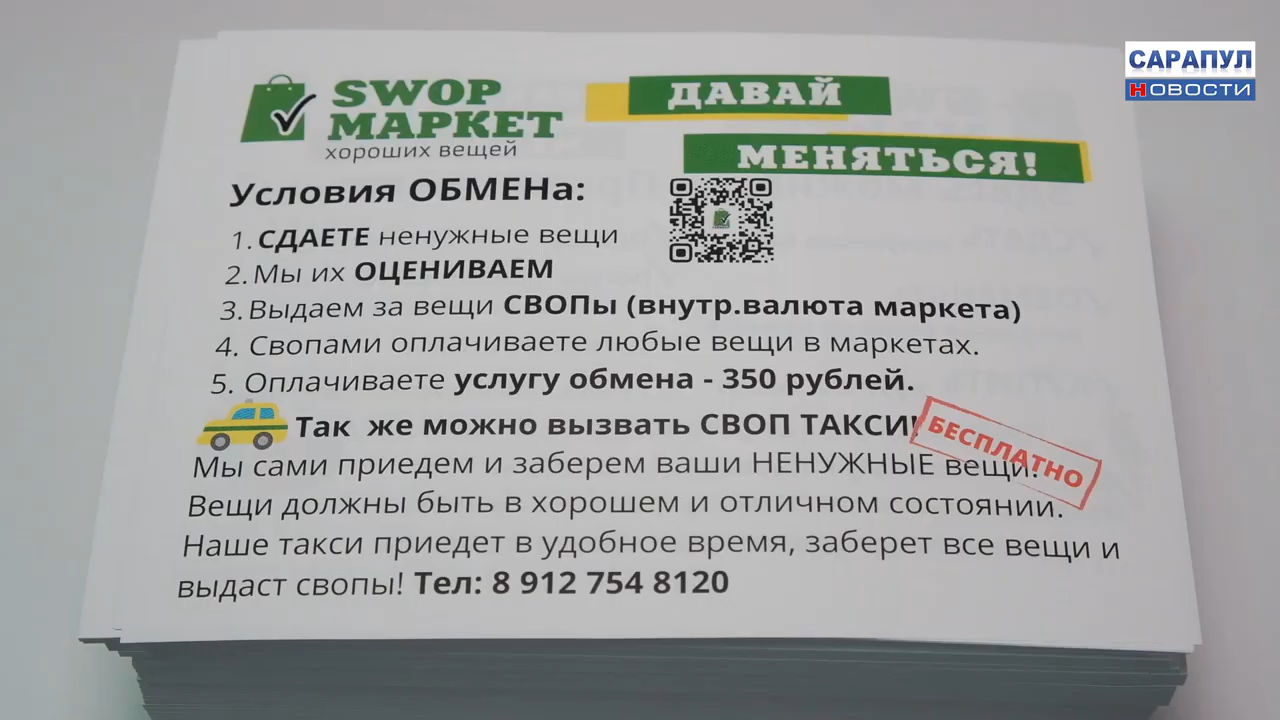 САРАПУЛ
НОВОСТИ
SWOP
МАРКЕТ
хороших вещей
ДАВАЙ
МЕНЯТЬСЯ!
Условия ОБМЕНа:
1. СДАЕТЕ ненужные вещи
2. Мы их ОЦЕНИВАЕМ
3. Выдаем за вещи СВОПы (внутр.валюта маркета)
4. Свопами оплачиваете любые вещи в маркетах.
5. Оплачиваете услугу обмена - 350 рублей.
Так же можно вызвать СВОП ТАКСИ!
БЕСПЛАТНО
Мы сами приедем и заберем ваши НЕНУЖНЫЕ вещи.
Вещи должны быть в хорошем и отличном состоянии.
Наше такси приедет в удобное время, заберет все вещи и
выдаст свопы! Тел: 8 912 754 8120